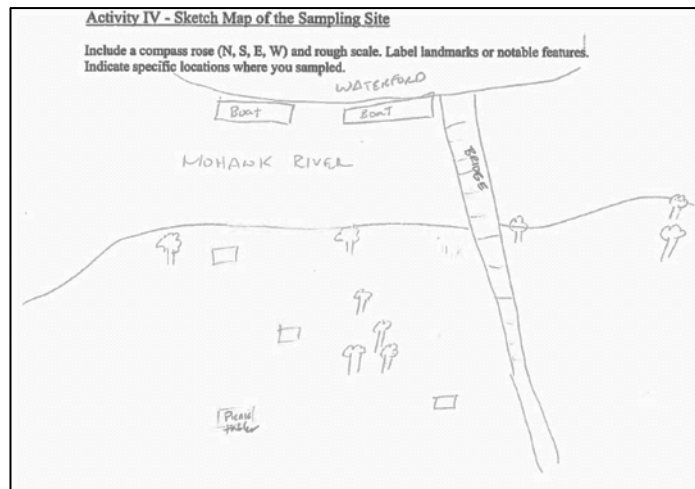 Activity IV - Sketch Map of the Sampling Site
Include a compass rose (N, S, E, W) and rough scale. Label landmarks or notable features.
Indicate specific locations where you sampled.
WATERFORD
Boat
BOAT
BRIDGE
MOHAWK RIVER
Picnic